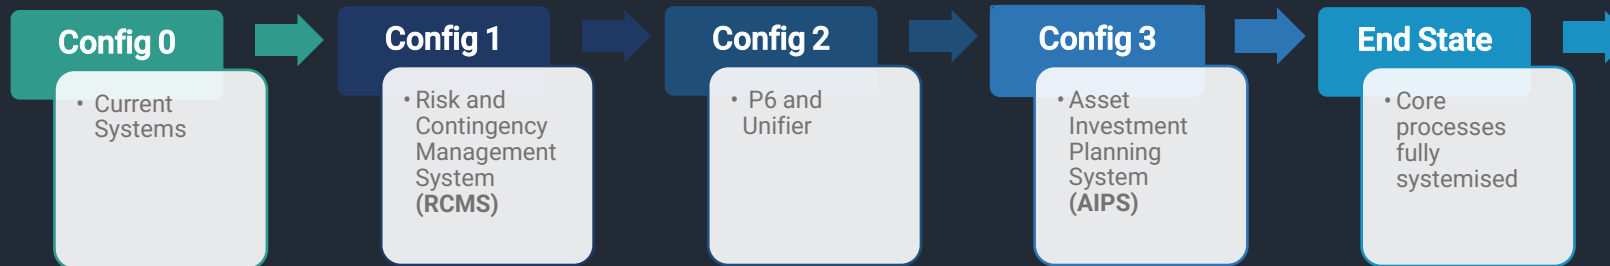 Config 0
• Current
Systems
Config 1
• Risk and
Contingency
Management
System
(RCMS)
Config 2
• P6 and
Unifier
Config 3
• Asset
Investment
Planning
System
(AIPS)
End State
• Core
processes
fully
systemised